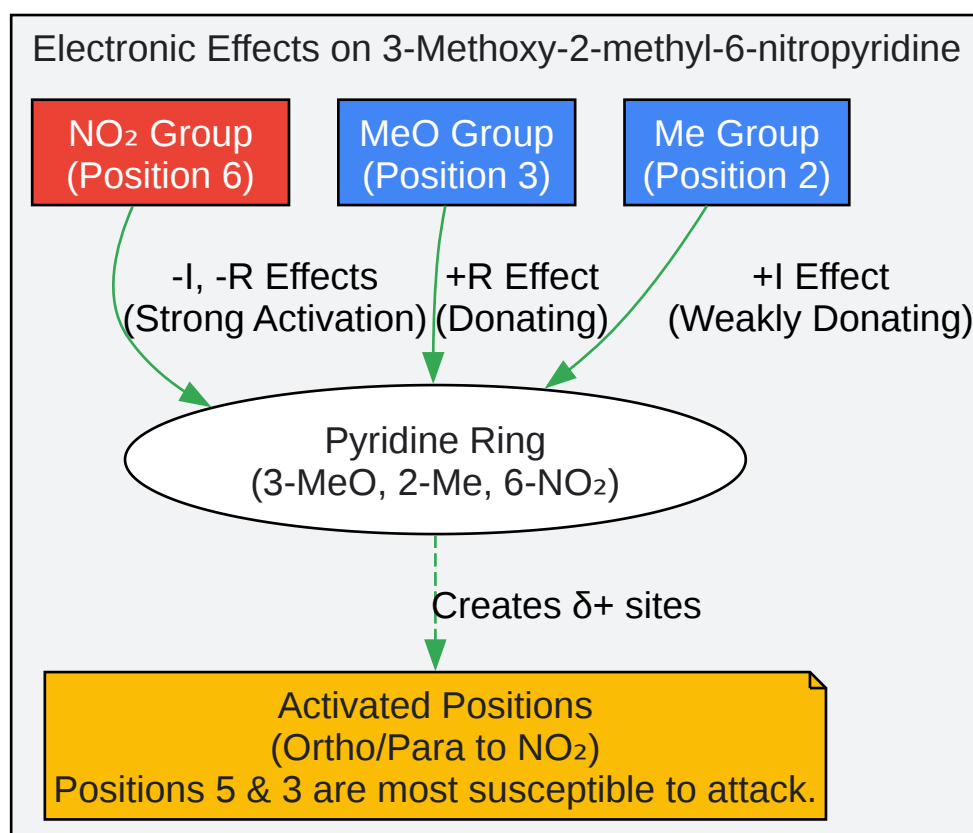 Electronic Effects on 3-Methoxy-2-methyl-6-nitropyridine
NO₂ Group
(Position 6)
MeO Group
(Position 3)
Me Group
(Position 2)
-I, -R Effects
(Strong Activation)
+R Effect
(Donating)
+I Effect
(Weakly Donating)
Pyridine Ring
(3-MeO, 2-Me, 6-NO₂)
Creates δ+ sites
Activated Positions
(Ortho/Para to NO₂)
Positions 5 & 3 are most susceptible to attack.